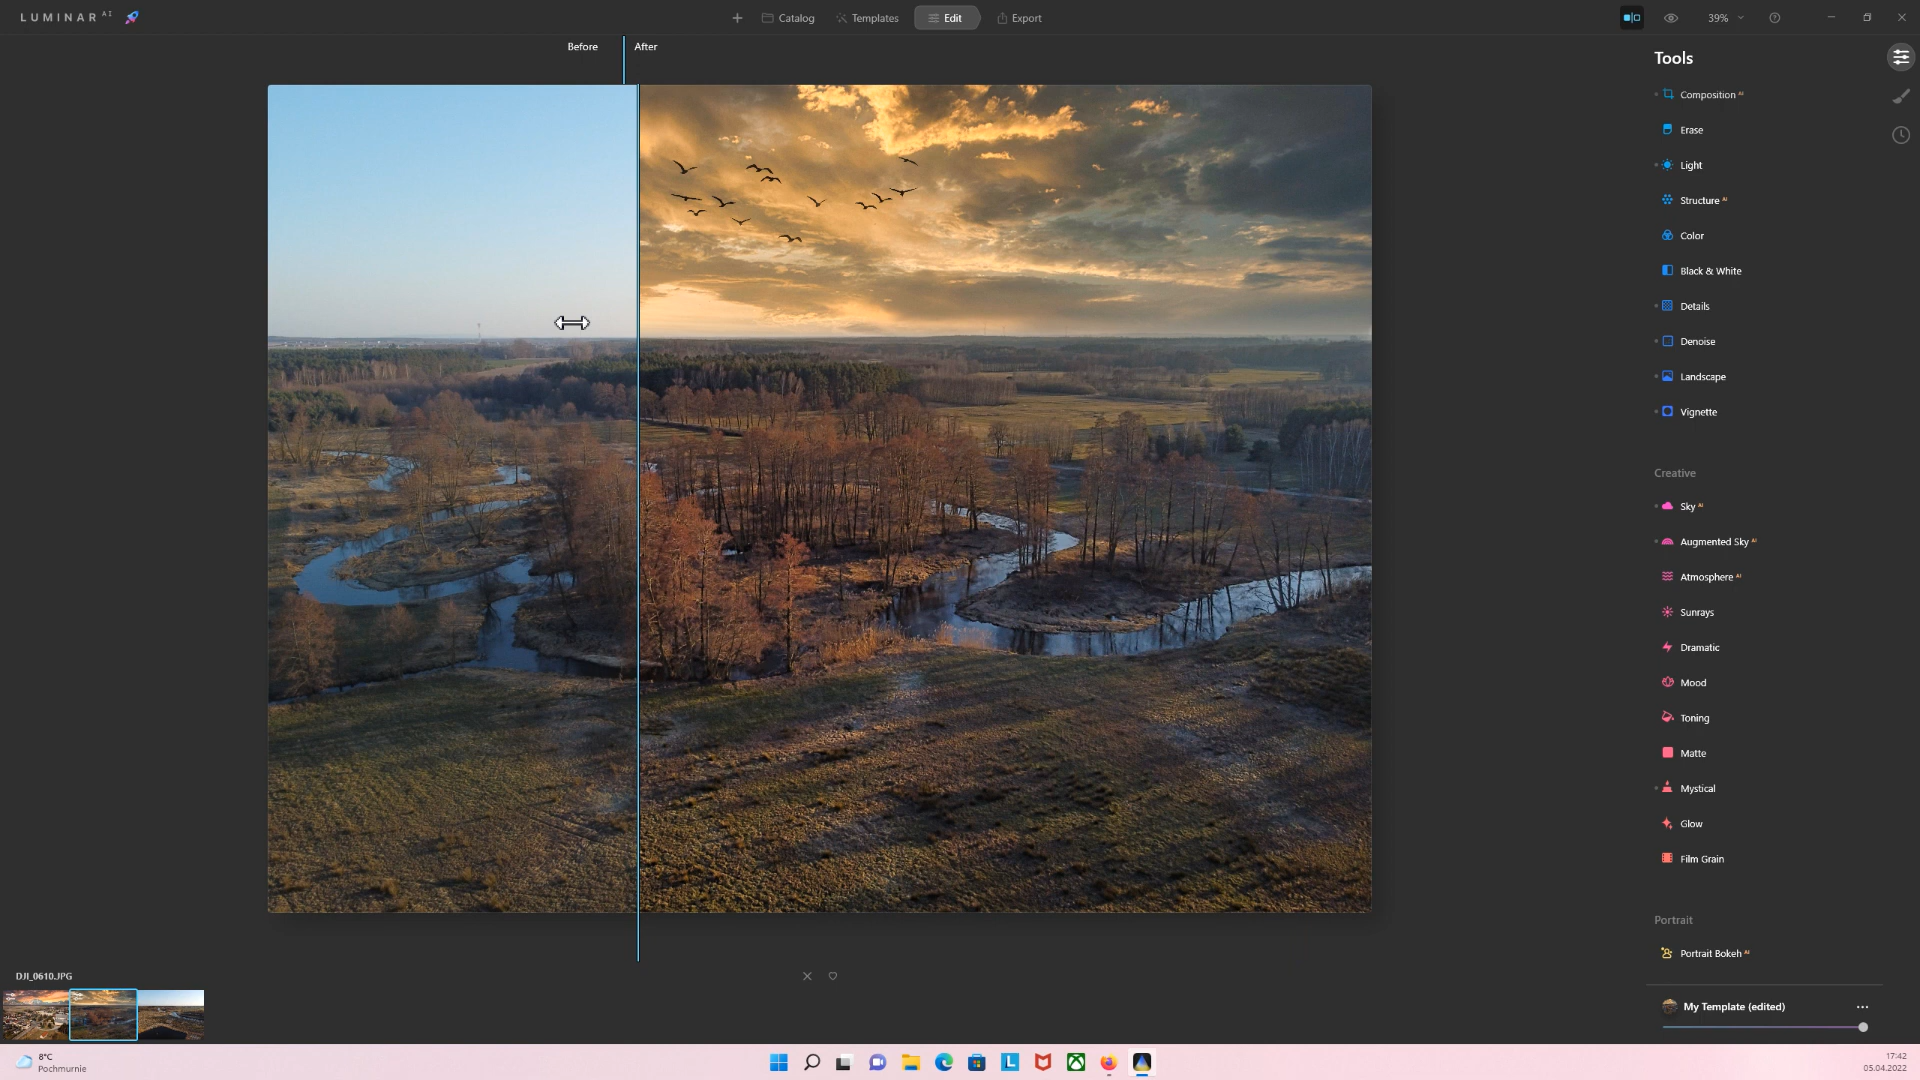 LUMINAR AI
Catalog
Templates
Edit
Export
39%
Before
After
Tools
Composition AI
Erase
Light
Structure AI
Color
Black & White
Details
Denoise
Landscape
Vignette
Creative
Sky AI
Augmented Sky AI
Atmosphere AI
Sunrays
Dramatic
Mood
Toning
Matte
Mystical
Glow
Film Grain
Portrait
Portrait Bokeh AI
My Template (edited)
DJI_0610.JPG
8°C
Pochmurnie
L
17:42
05.04.2022